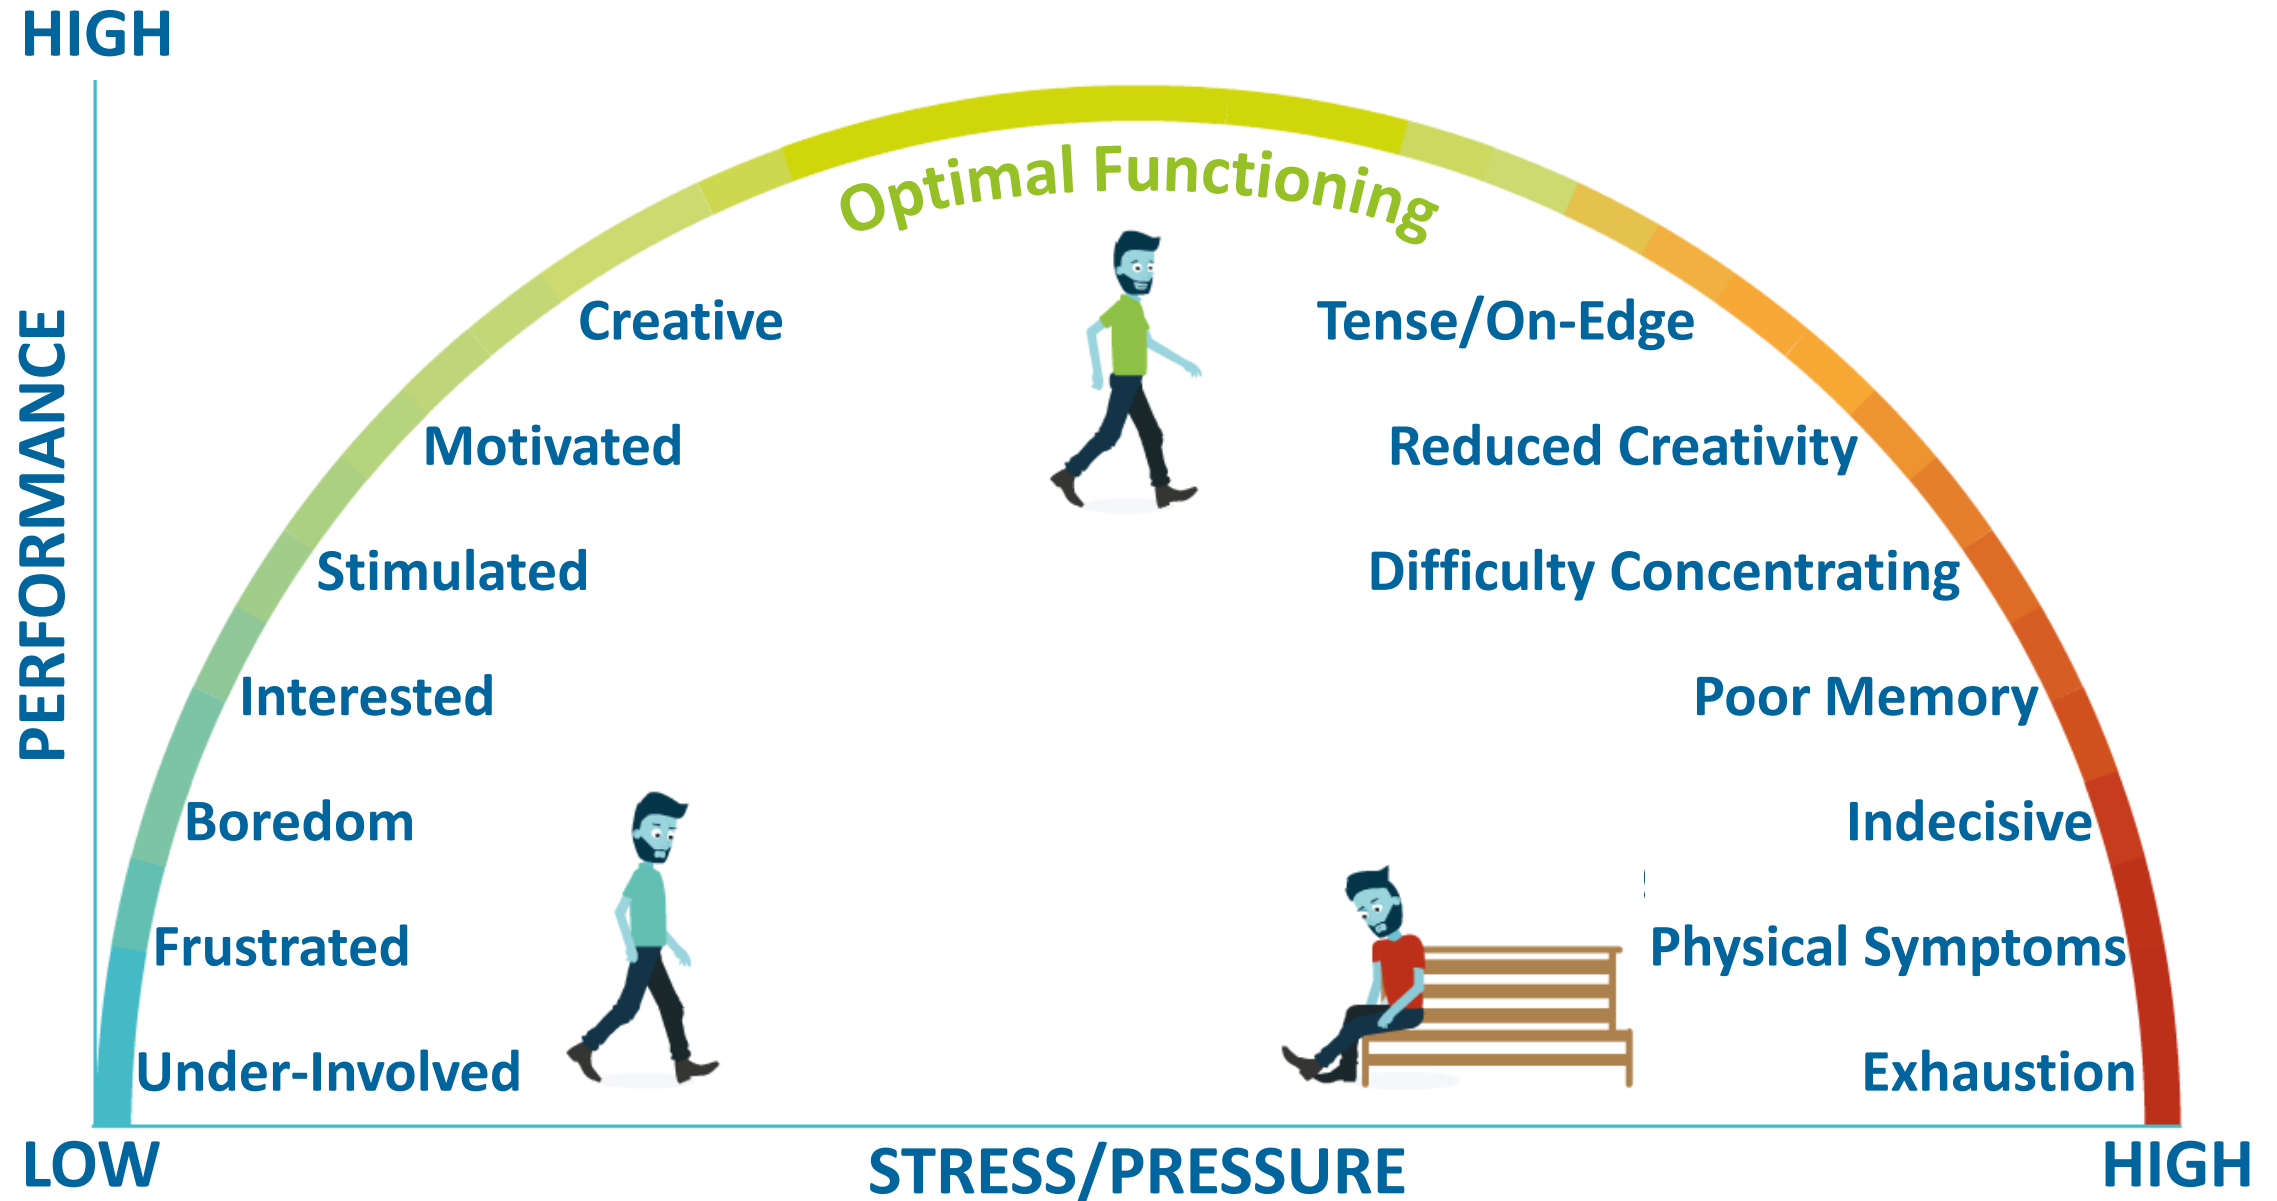 HIGH
PERFORMANCE
Optimal Functioning
Creative
Motivated
Stimulated
Interested
Boredom
Frustrated
Under-Involved
Tense/On-Edge
Reduced Creativity
Difficulty Concentrating
Poor Memory
Indecisive
Physical Symptoms
Exhaustion
LOW
STRESS/PRESSURE
HIGH